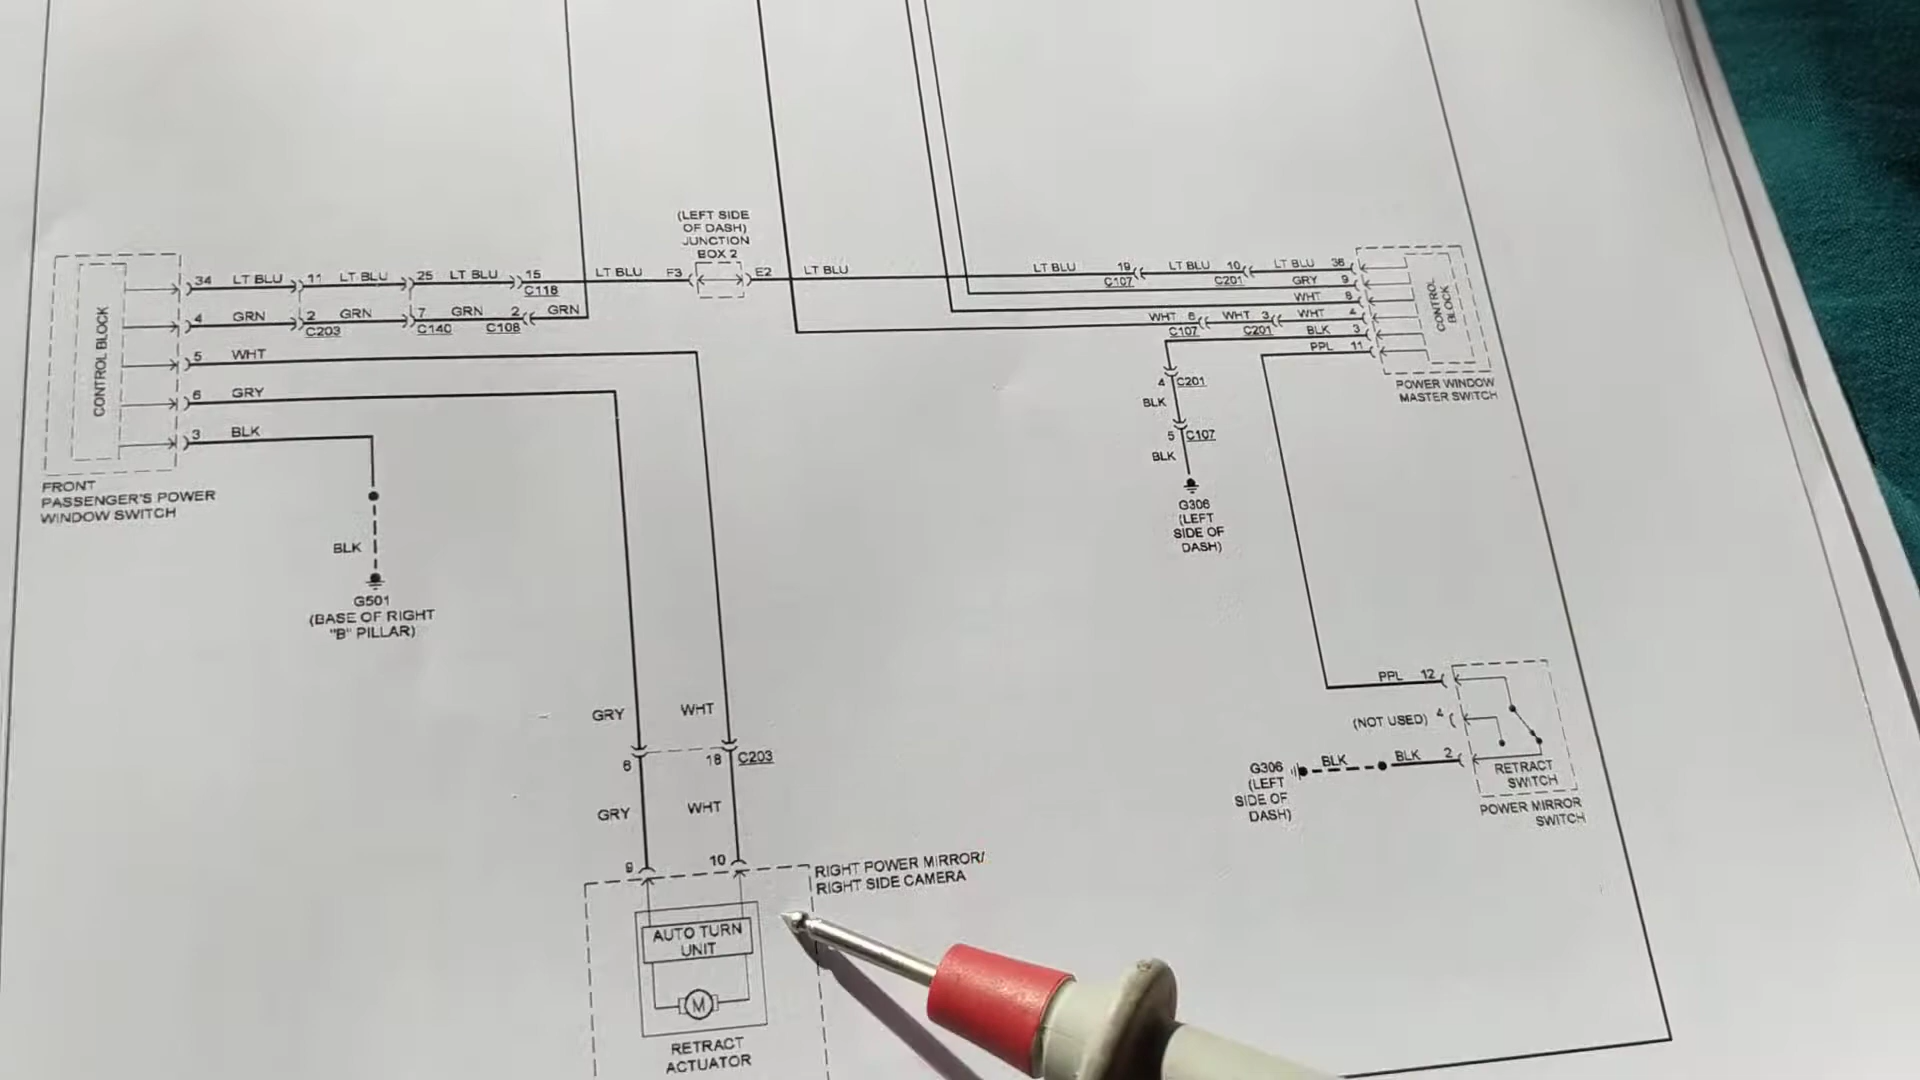 (LEFT SIDE
OF DASH)
JUNCTION
BOX 2
34 LT BLU 11 LT BLU 25 LT BLU 15 LT BLU F3 E2 LT BLU LT BLU 19 LT BLU 10 LT BLU 38
C118
C107
C201
GRY 9
WHT 8
4 GRN 2 GRN 7 GRN 2 GRN
C203
C140
C108
WHT 6 WHT 3 WHT 4
C107
C201
BLK 3
PPL 11
CONTROL BLOCK
CONTROL
BLOCK
5 WHT
6 GRY
3 BLK
POWER WINDOW
MASTER SWITCH
4 C201
BLK
5 C107
BLK
FRONT
PASSENGER'S POWER
WINDOW SWITCH
G306
(LEFT
SIDE OF
DASH)
BLK
G501
(BASE OF RIGHT
"B" PILLAR)
PPL 12
(NOT USED) 4
G306 BLK BLK 2
(LEFT
SIDE OF
DASH)
RETRACT
SWITCH
POWER MIRROR
SWITCH
GRY WHT
6 18 C203
GRY WHT
9 10
RIGHT POWER MIRROR/
RIGHT SIDE CAMERA
AUTO TURN
UNIT
M
RETRACT
ACTUATOR